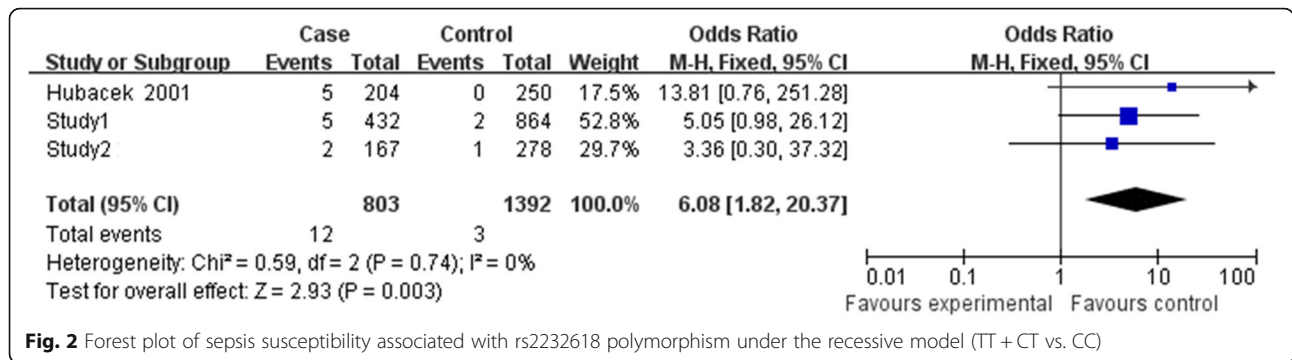 Case Control Odds Ratio Odds Ratio
Study or Subgroup Events Total Events Total Weight M-H, Fixed, 95% CI M-H, Fixed, 95% CI
Hubacek 2001 5 204 0 250 17.5% 13.81 [0.76, 251.28]
Study1 5 432 2 864 52.8% 5.05 [0.98, 26.12]
Study2 2 167 1 278 29.7% 3.36 [0.30, 37.32]
Total (95% CI) 803 1392 100.0% 6.08 [1.82, 20.37]
Total events 12 3
Heterogeneity: Chi² = 0.59, df = 2 (P = 0.74); I² = 0%
Test for overall effect: Z = 2.93 (P = 0.003)
0.01 0.1 1 10 100
Favours experimental Favours control
Fig. 2 Forest plot of sepsis susceptibility associated with rs2232618 polymorphism under the recessive model (TT + CT vs. CC)